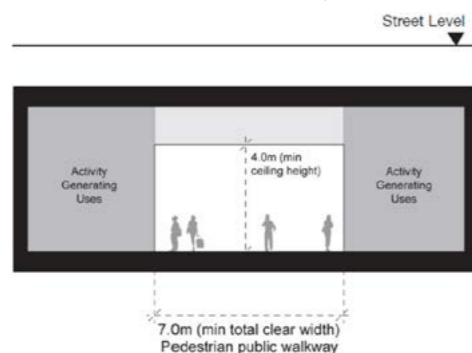 Street Level
4.0m (min
ceiling height)
Activity
Generating
Uses
Activity
Generating
Uses
7.0m (min total clear width)
Pedestrian public walkway